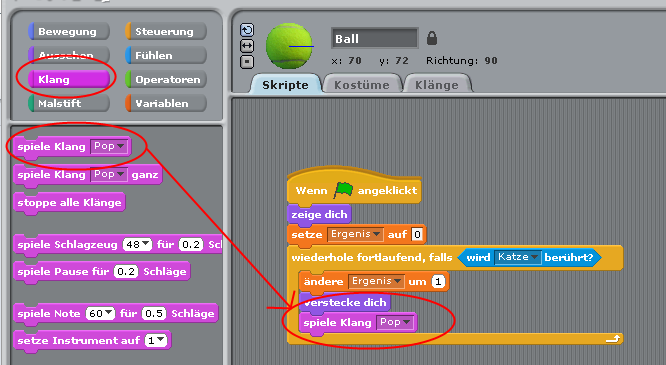 Bewegung
Steuerung
Aussehen
Fühlen
Klang
Operatoren
Malstift
Variablen
spiele Klang Pop
spiele Klang Pop ganz
stoppe alle Klänge
spiele Schlagzeug 48 für 0.2 Sc
spiele Pause für 0.2 Schläge
spiele Note 60 für 0.5 Schläge
setze Instrument auf 1
Ball
x: 70 y: 72 Richtung: 90
Skripte Kostüme Klänge
Wenn angeklickt
zeige dich
setze Ergenis auf 0
wiederhole fortlaufend, falls wird Katze berührt?
ändere Ergenis um 1
verstecke dich
spiele Klang Pop